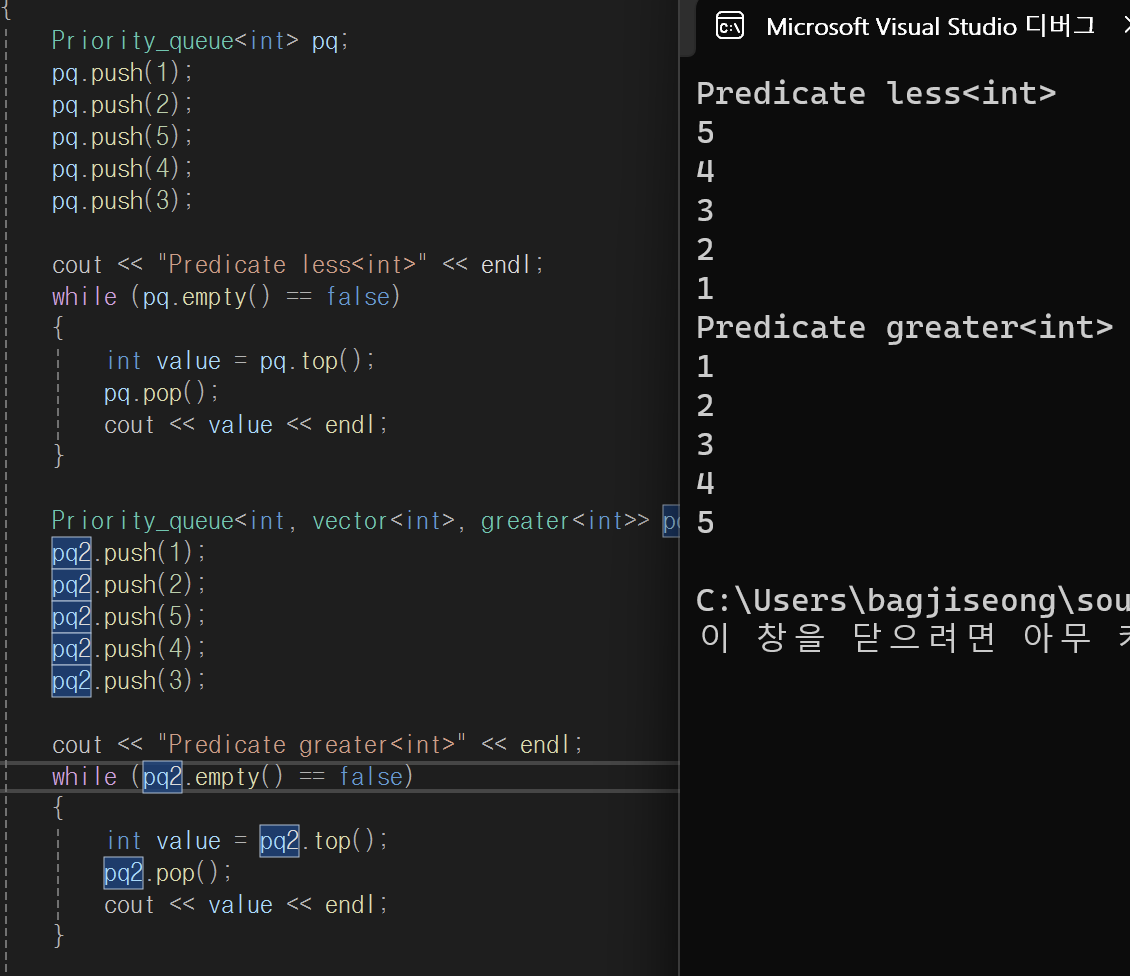 {
Priority_queue<int> pq;
pq.push(1);
pq.push(2);
pq.push(5);
pq.push(4);
pq.push(3);
cout << "Predicate less<int>" << endl;
while (pq.empty() == false)
{
int value = pq.top();
pq.pop();
cout << value << endl;
}
Priority_queue<int, vector<int>, greater<int>>
pq2.push(1);
pq2.push(2);
pq2.push(5);
pq2.push(4);
pq2.push(3);
cout << "Predicate greater<int>" << endl;
while (pq2.empty() == false)
{
int value = pq2.top();
pq2.pop();
cout << value << endl;
}
Microsoft Visual Studio 디버그
Predicate less<int>
5
4
3
2
1
Predicate greater<int>
1
2
3
4
5
C:\Users\bagjiseong\sou
이 창을 닫으려면 아무